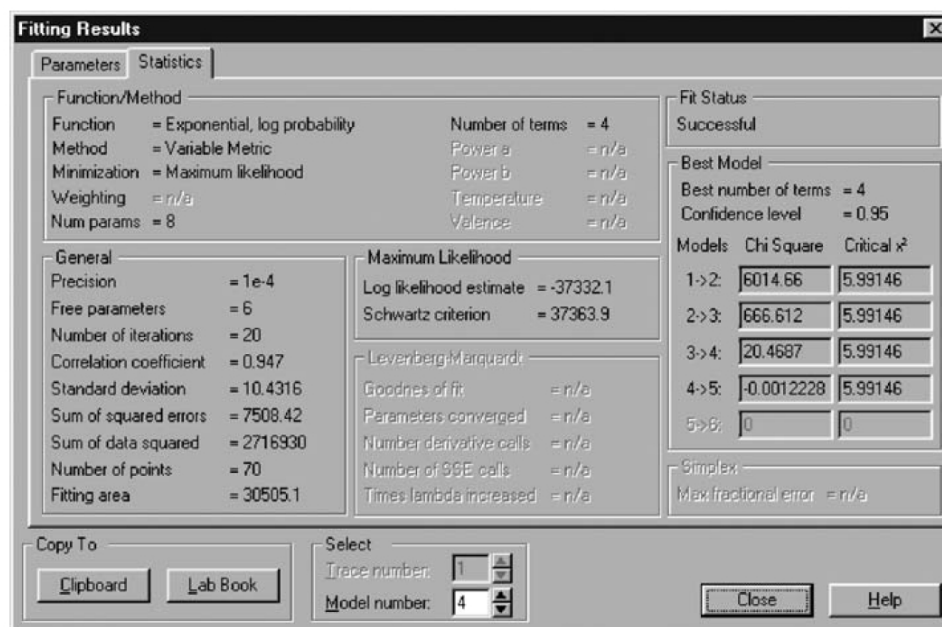 Fitting Results
Parameters Statistics
Function/Method
Function = Exponential, log probability
Method = Variable Metric
Minimization = Maximum likelihood
Weighting = n/a
Num params = 8
Number of terms = 4
Power a = n/a
Power b = n/a
Temperature = n/a
Valence = n/a
Fit Status
Successful
Best Model
Best number of terms = 4
Confidence level = 0.95
Models Chi Square Critical x²
1->2: 6014.66 5.99146
2->3: 666.612 5.99146
3->4: 20.4687 5.99146
4->5: -0.0012228 5.99146
5->6: 0 0
General
Precision = 1e-4
Free parameters = 6
Number of iterations = 20
Correlation coefficient = 0.947
Standard deviation = 10.4316
Sum of squared errors = 7508.42
Sum of data squared = 2716930
Number of points = 70
Fitting area = 30505.1
Maximum Likelihood
Log likelihood estimate = -37332.1
Schwartz criterion = 37363.9
Levenberg-Marquardt
Goodnes of fit = n/a
Parameters converged = n/a
Number derivative calls = n/a
Number of SSE calls = n/a
Times lambda increased = n/a
Simplex
Max fractional error = n/a
Copy To
Clipboard Lab Book
Select
Trace number: 1
Model number: 4
Close Help